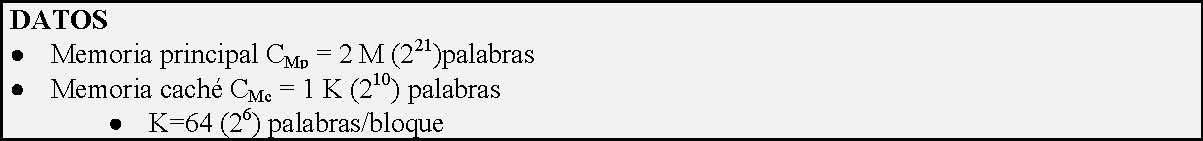 DATOS
● Memoria principal C_Mp = 2 M (2^21)palabras
● Memoria caché C_Mc = 1 K (2^10) palabras
● K=64 (2^6) palabras/bloque